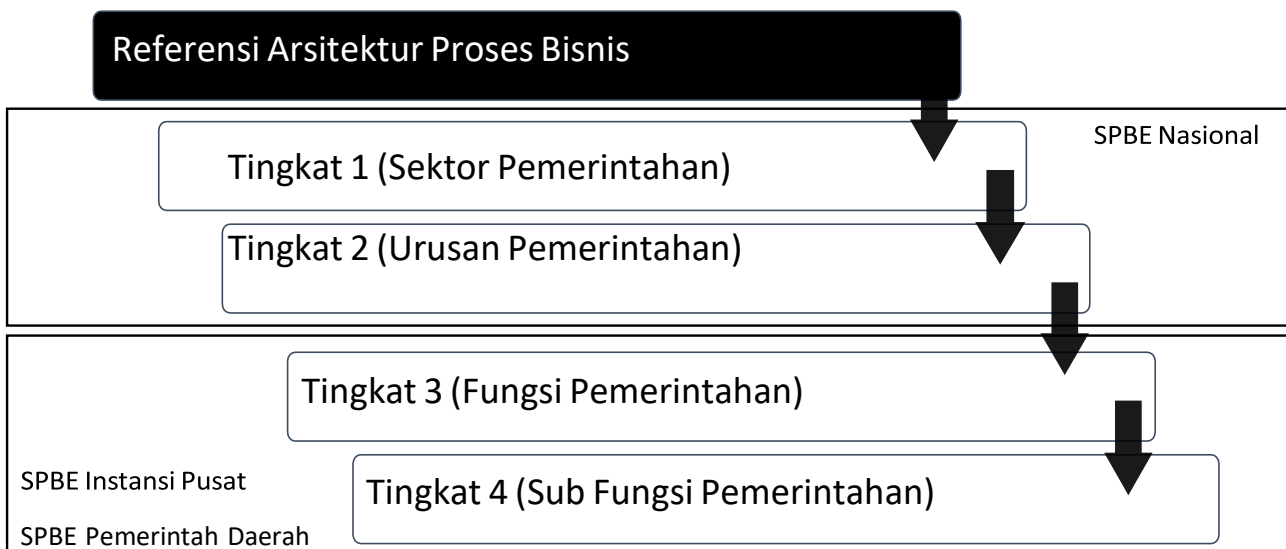 Referensi Arsitektur Proses Bisnis
SPBE Nasional
Tingkat 1 (Sektor Pemerintahan)
Tingkat 2 (Urusan Pemerintahan)
Tingkat 3 (Fungsi Pemerintahan)
SPBE Instansi Pusat
Tingkat 4 (Sub Fungsi Pemerintahan)
SPBE Pemerintah Daerah